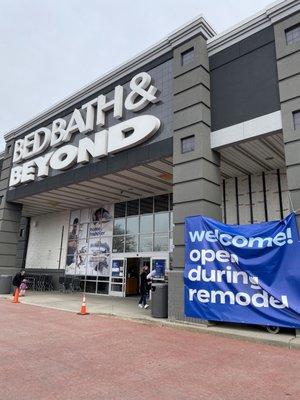 BED BATH &
BEYOND
welcome!
open
during
remodel